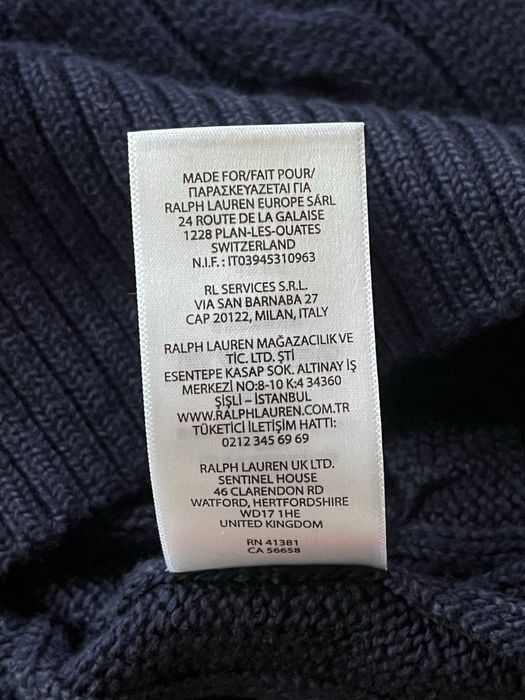 MADE FOR/FAIT POUR/
ΠΑΡΑΣΚΕΥΑΖΕΤΑΙ ΓΙΑ
RALPH LAUREN EUROPE SÁRL
24 ROUTE DE LA GALAISE
1228 PLAN-LES-OUATES
SWITZERLAND
N.I.F. : IT03945310963
RL SERVICES S.R.L.
VIA SAN BARNABA 27
CAP 20122, MILAN, ITALY
RALPH LAUREN MAĞAZACILIK VE
TİC. LTD. ŞTİ
ESENTEPE KASAP SOK. ALTINAY İŞ
MERKEZİ NO:8-10 K:4 34360
ŞİŞLİ – İSTANBUL
WWW.RALPHLAUREN.COM.TR
TÜKETİCİ İLETİŞİM HATTI:
0212 345 69 69
RALPH LAUREN UK LTD.
SENTINEL HOUSE
46 CLARENDON RD
WATFORD, HERTFORDSHIRE
WD17 1HE
UNITED KINGDOM
RN 41381
CA 56658